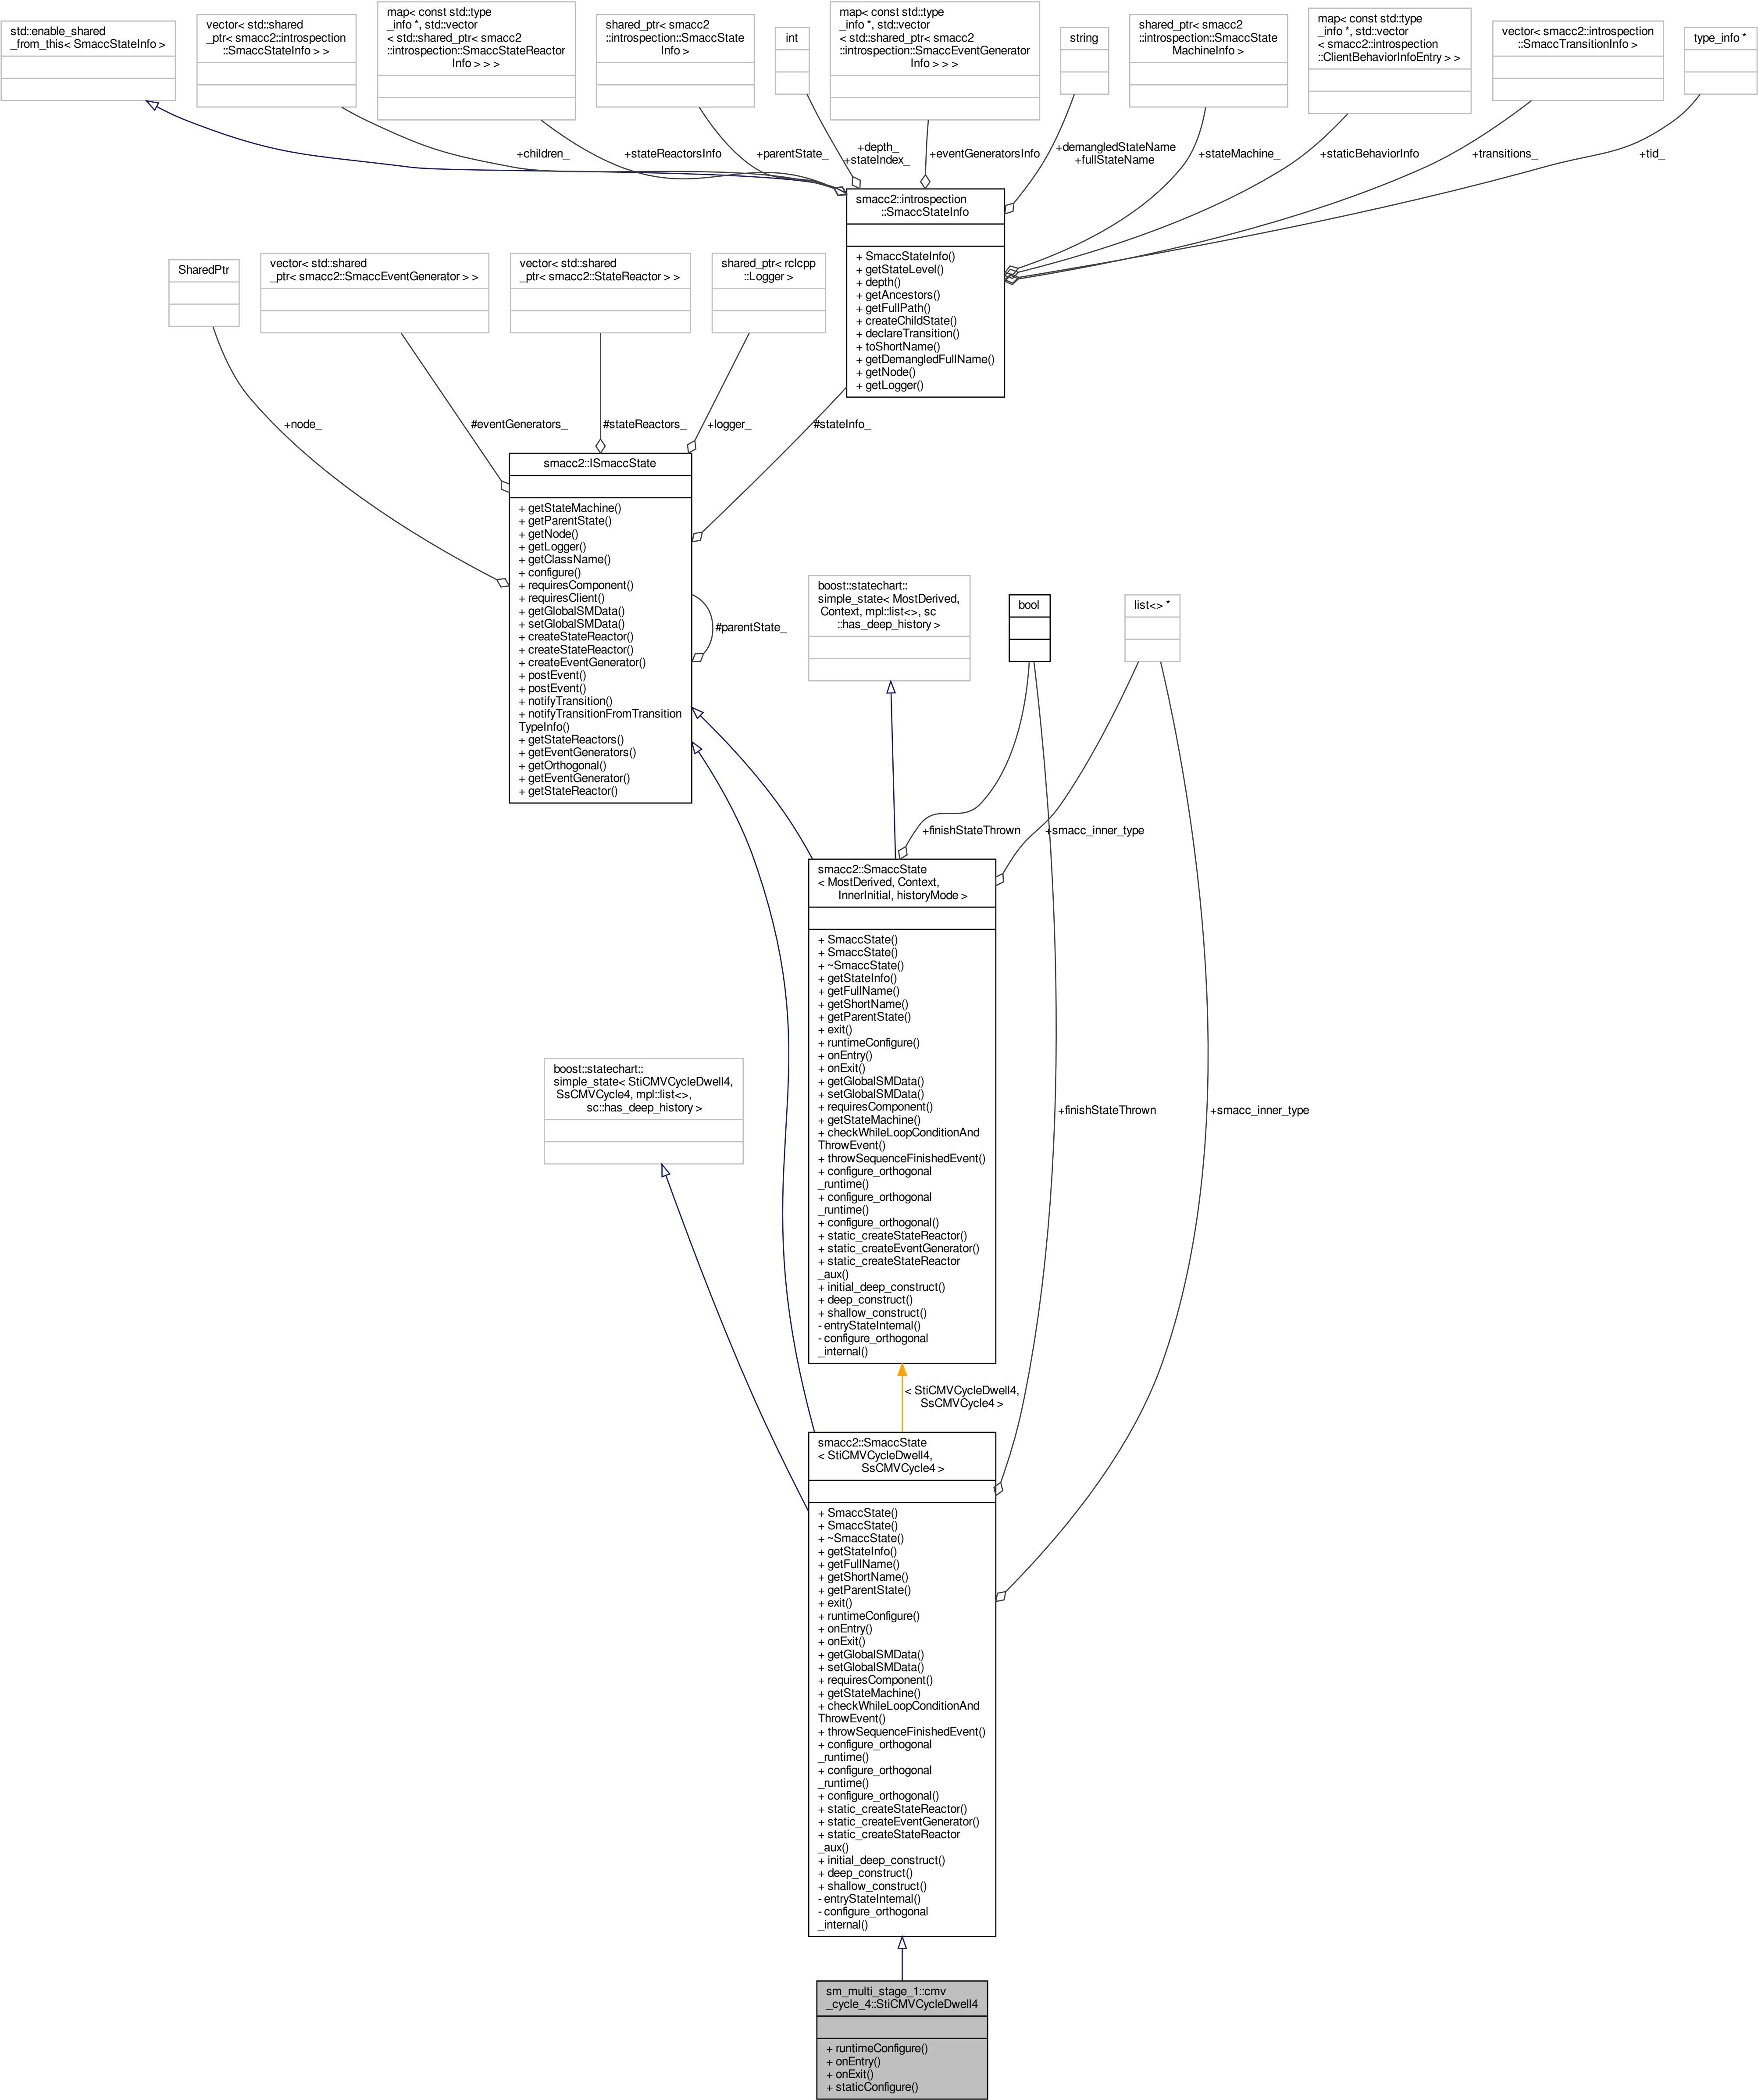 std::enable_shared
_from_this< SmaccStateInfo >
vector< std::shared
_ptr< smacc2::introspection
::SmaccStateInfo > >
map< const std::type
_info *, std::vector
< std::shared_ptr< smacc2
::introspection::SmaccStateReactor
Info > > >
shared_ptr< smacc2
::introspection::SmaccState
Info >
int
map< const std::type
_info *, std::vector
< std::shared_ptr< smacc2
::introspection::SmaccEventGenerator
Info > > >
string
shared_ptr< smacc2
::introspection::SmaccState
MachineInfo >
map< const std::type
_info *, std::vector
< smacc2::introspection
::ClientBehaviorInfoEntry > >
vector< smacc2::introspection
::SmaccTransitionInfo >
type_info *
+children_
+stateReactorsInfo
+parentState_
+depth_
+stateIndex_
+eventGeneratorsInfo
+demangledStateName
+fullStateName
+stateMachine_
+staticBehaviorInfo
+transitions_
+tid_
smacc2::introspection
::SmaccStateInfo
+ SmaccStateInfo()
+ getStateLevel()
+ depth()
+ getAncestors()
+ getFullPath()
+ createChildState()
+ declareTransition()
+ toShortName()
+ getDemangledFullName()
+ getNode()
+ getLogger()
SharedPtr
vector< std::shared
_ptr< smacc2::SmaccEventGenerator > >
vector< std::shared
_ptr< smacc2::StateReactor > >
shared_ptr< rclcpp
::Logger >
+node_
#eventGenerators_
#stateReactors_
+logger_
#stateInfo_
smacc2::ISmaccState
+ getStateMachine()
+ getParentState()
+ getNode()
+ getLogger()
+ getClassName()
+ configure()
+ requiresComponent()
+ requiresClient()
+ getGlobalSMData()
+ setGlobalSMData()
+ createStateReactor()
+ createStateReactor()
+ createEventGenerator()
+ postEvent()
+ postEvent()
+ notifyTransition()
+ notifyTransitionFromTransition
TypeInfo()
+ getStateReactors()
+ getEventGenerators()
+ getOrthogonal()
+ getEventGenerator()
+ getStateReactor()
#parentState_
boost::statechart::
simple_state< MostDerived,
Context, mpl::list<>, sc
::has_deep_history >
bool
list<> *
+finishStateThrown
+smacc_inner_type
smacc2::SmaccState
< MostDerived, Context,
InnerInitial, historyMode >
+ SmaccState()
+ SmaccState()
+ ~SmaccState()
+ getStateInfo()
+ getFullName()
+ getShortName()
+ getParentState()
+ exit()
+ runtimeConfigure()
+ onEntry()
+ onExit()
+ getGlobalSMData()
+ setGlobalSMData()
+ requiresComponent()
+ getStateMachine()
+ checkWhileLoopConditionAnd
ThrowEvent()
+ throwSequenceFinishedEvent()
+ configure_orthogonal
_runtime()
+ configure_orthogonal
_runtime()
+ configure_orthogonal()
+ static_createStateReactor()
+ static_createEventGenerator()
+ static_createStateReactor
_aux()
+ initial_deep_construct()
+ deep_construct()
+ shallow_construct()
- entryStateInternal()
- configure_orthogonal
_internal()
boost::statechart::
simple_state< StiCMVCycleDwell4,
SsCMVCycle4, mpl::list<>,
sc::has_deep_history >
+finishStateThrown
+smacc_inner_type
< StiCMVCycleDwell4,
SsCMVCycle4 >
smacc2::SmaccState
< StiCMVCycleDwell4,
SsCMVCycle4 >
+ SmaccState()
+ SmaccState()
+ ~SmaccState()
+ getStateInfo()
+ getFullName()
+ getShortName()
+ getParentState()
+ exit()
+ runtimeConfigure()
+ onEntry()
+ onExit()
+ getGlobalSMData()
+ setGlobalSMData()
+ requiresComponent()
+ getStateMachine()
+ checkWhileLoopConditionAnd
ThrowEvent()
+ throwSequenceFinishedEvent()
+ configure_orthogonal
_runtime()
+ configure_orthogonal
_runtime()
+ configure_orthogonal()
+ static_createStateReactor()
+ static_createEventGenerator()
+ static_createStateReactor
_aux()
+ initial_deep_construct()
+ deep_construct()
+ shallow_construct()
- entryStateInternal()
- configure_orthogonal
_internal()
sm_multi_stage_1::cmv
_cycle_4::StiCMVCycleDwell4
+ runtimeConfigure()
+ onEntry()
+ onExit()
+ staticConfigure()